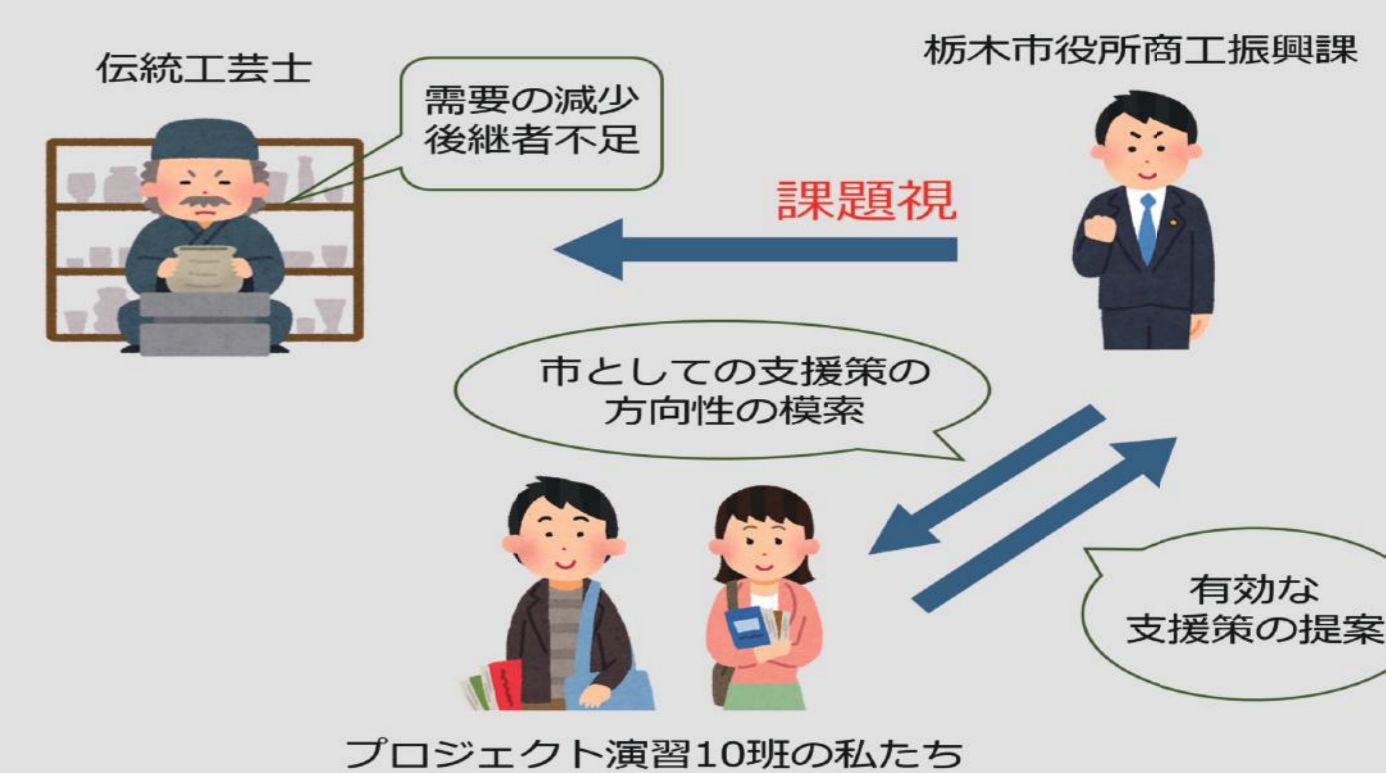 伝統工芸士
栃木市役所商工振興課
需要の減少
後継者不足
課題視
市としての支援策の
方向性の模索
有効な
支援策の提案
プロジェクト演習10班の私たち